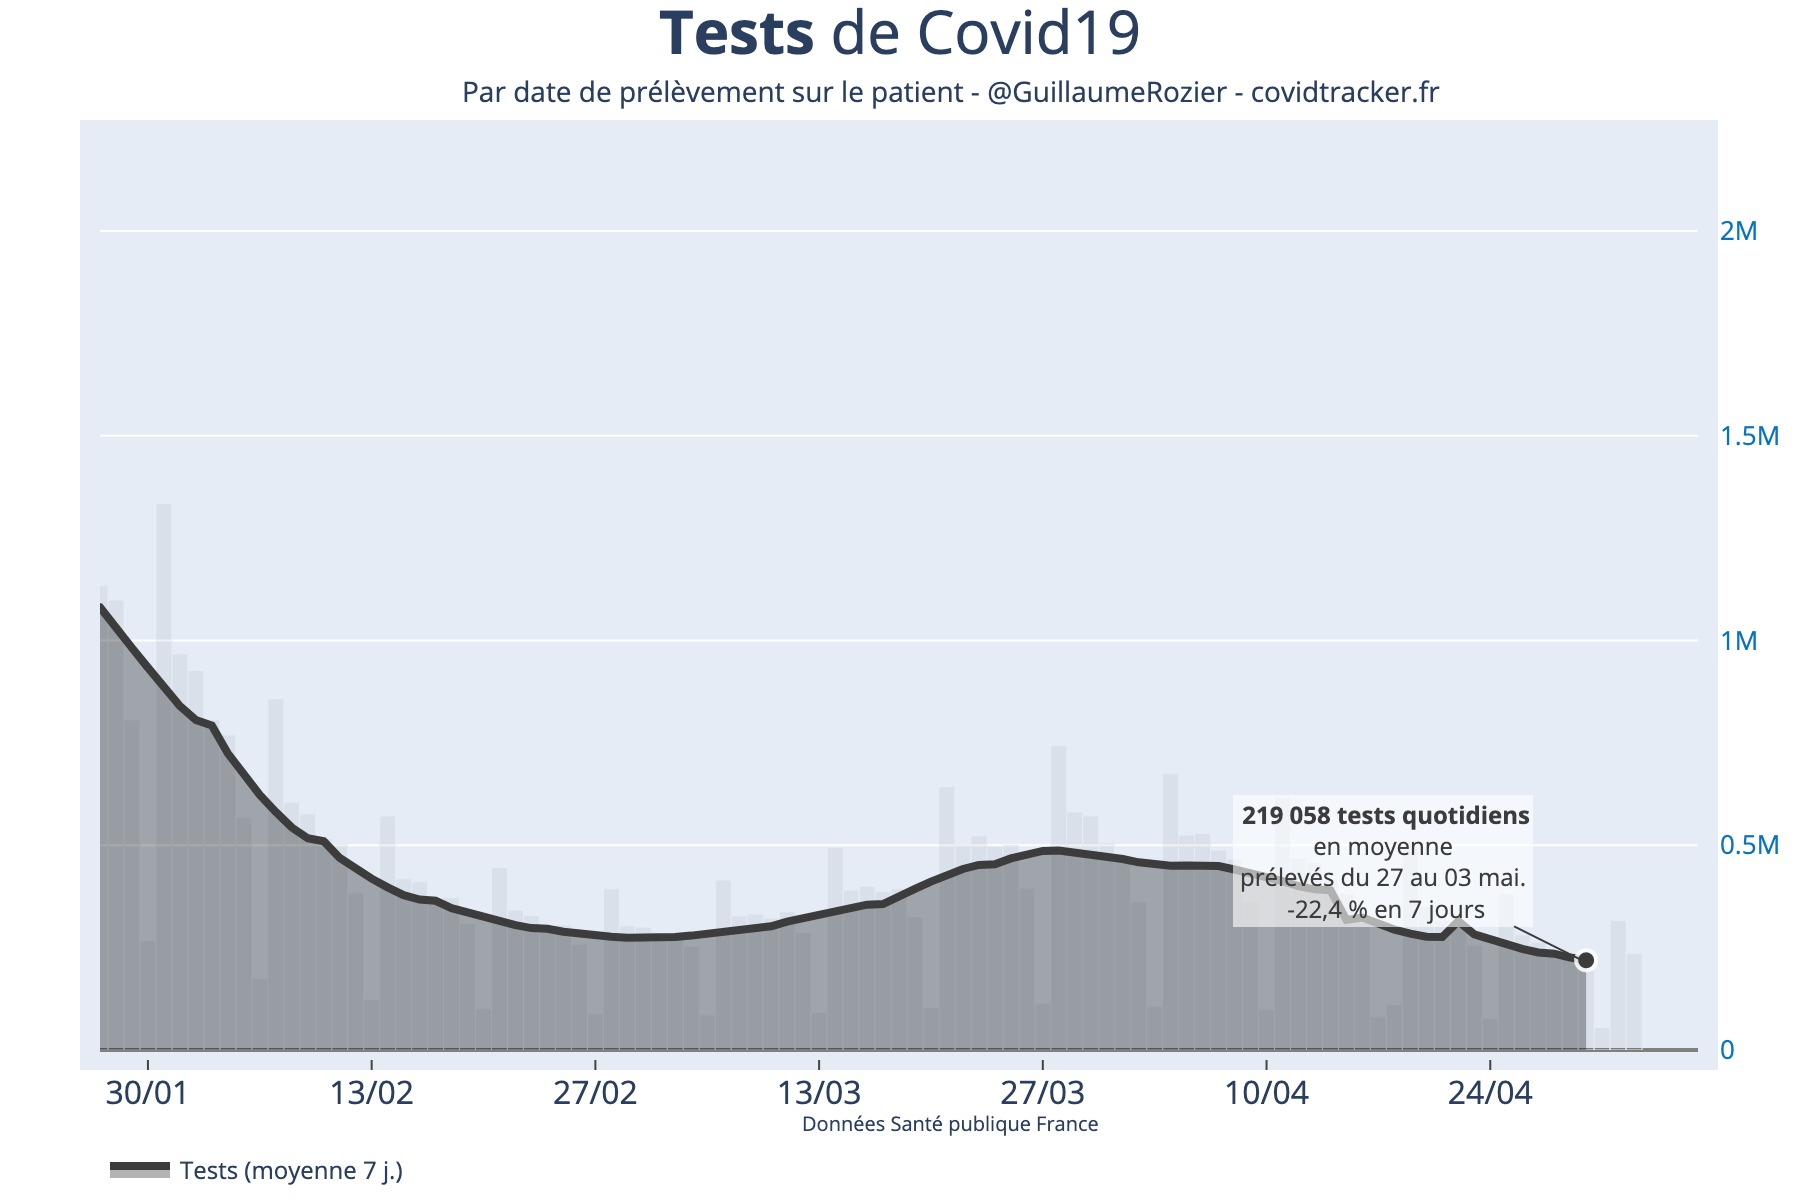 Tests de Covid19
Par date de prélèvement sur le patient - @GuillaumeRozier - covidtracker.fr
2M
1.5M
1M
0.5M
0
219 058 tests quotidiens
en moyenne
prélevés du 27 au 03 mai.
-22,4 % en 7 jours
30/01 13/02 27/02 13/03 27/03 10/04 24/04
Données Santé publique France
Tests (moyenne 7 j.)